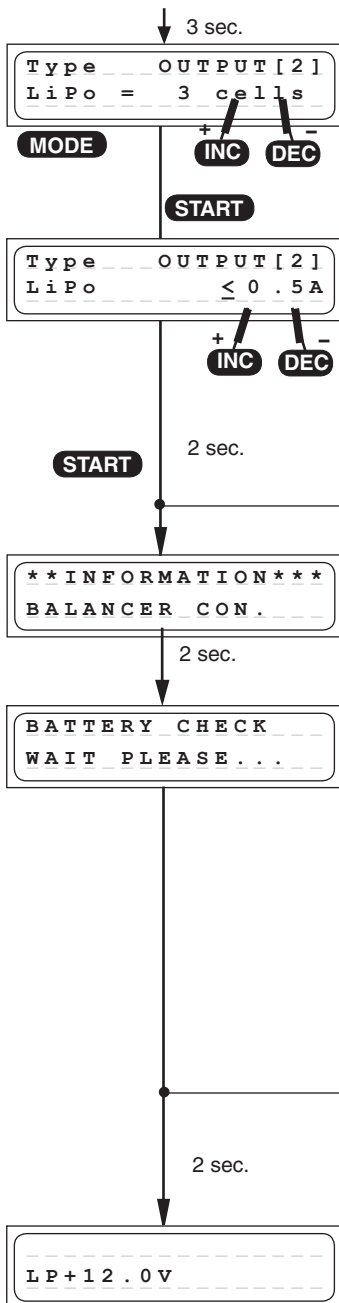 3 sec.
Type OUTPUT[2]
LiPo = 3 cells
+ -
MODE INC DEC
START
Type OUTPUT[2]
LiPo ≤0.5A
+ -
INC DEC
2 sec.
START
**INFORMATION***
BALANCER CON.
2 sec.
BATTERY CHECK
WAIT PLEASE...
2 sec.
LP+12.0V